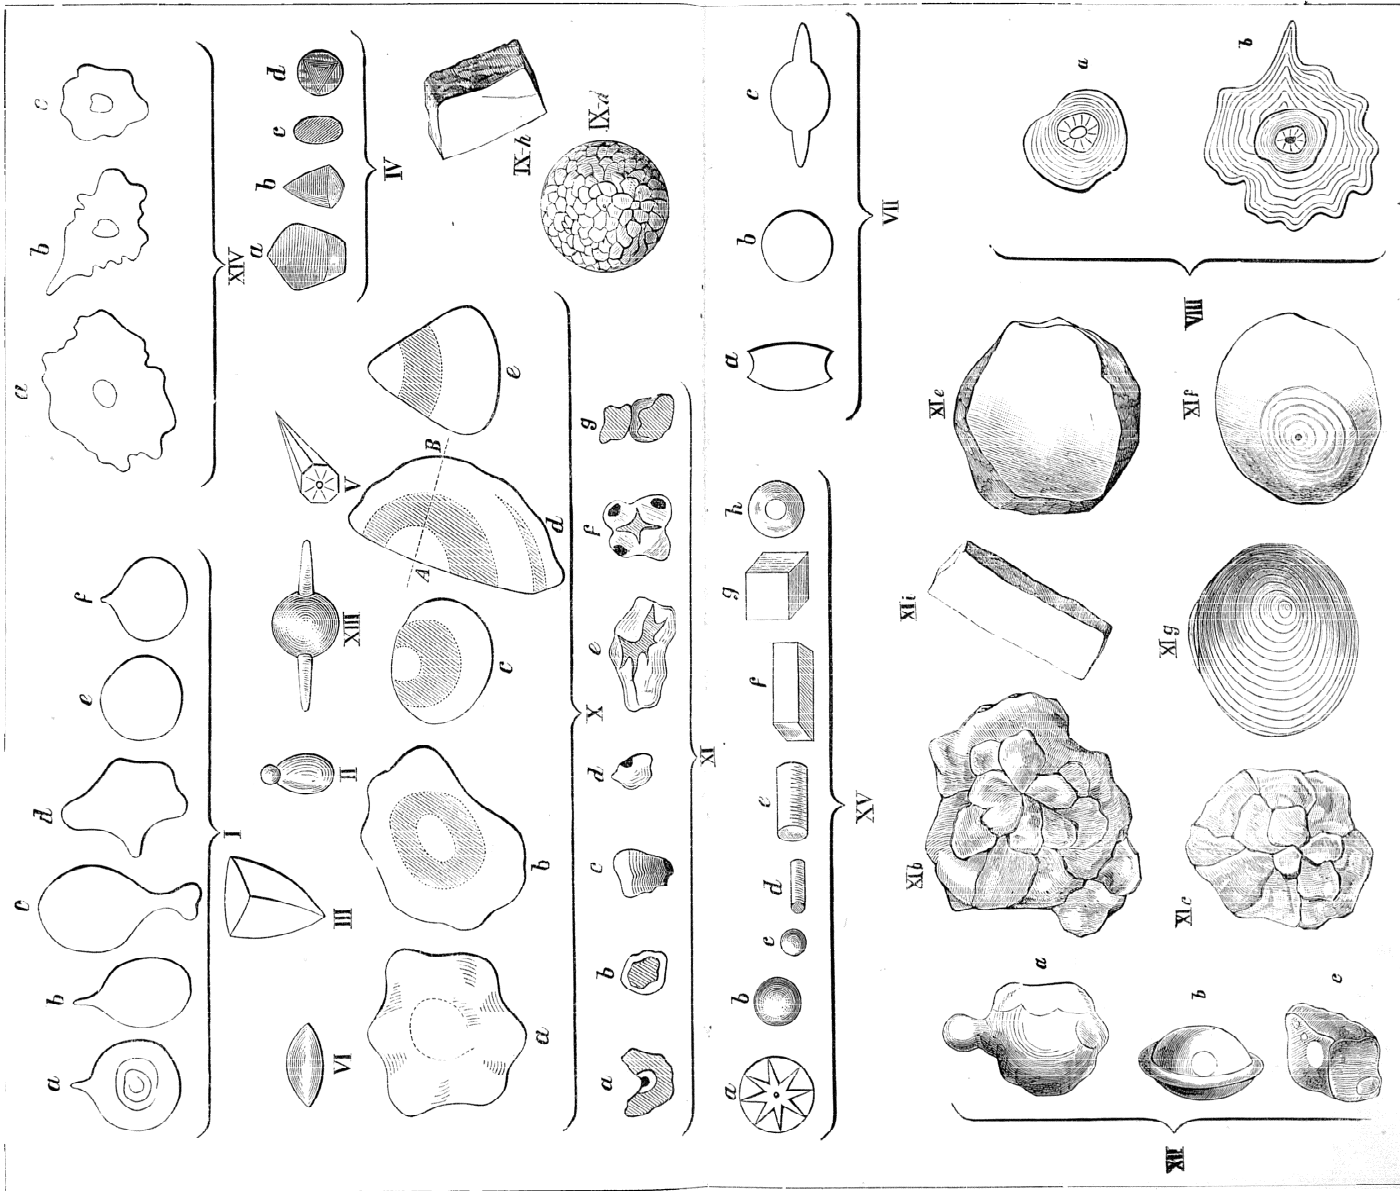 a b c d e f
I
a b c
XIV
a b c d
IV
VI III II XIII V
a b c d e
A B
X
IX-h IX-d
a b c d e f g
XI
a b c d e f g h
XV
a b c
VII
XI b XI i XI e
a b c
XII
XI c XI g XI f
a b
VIII